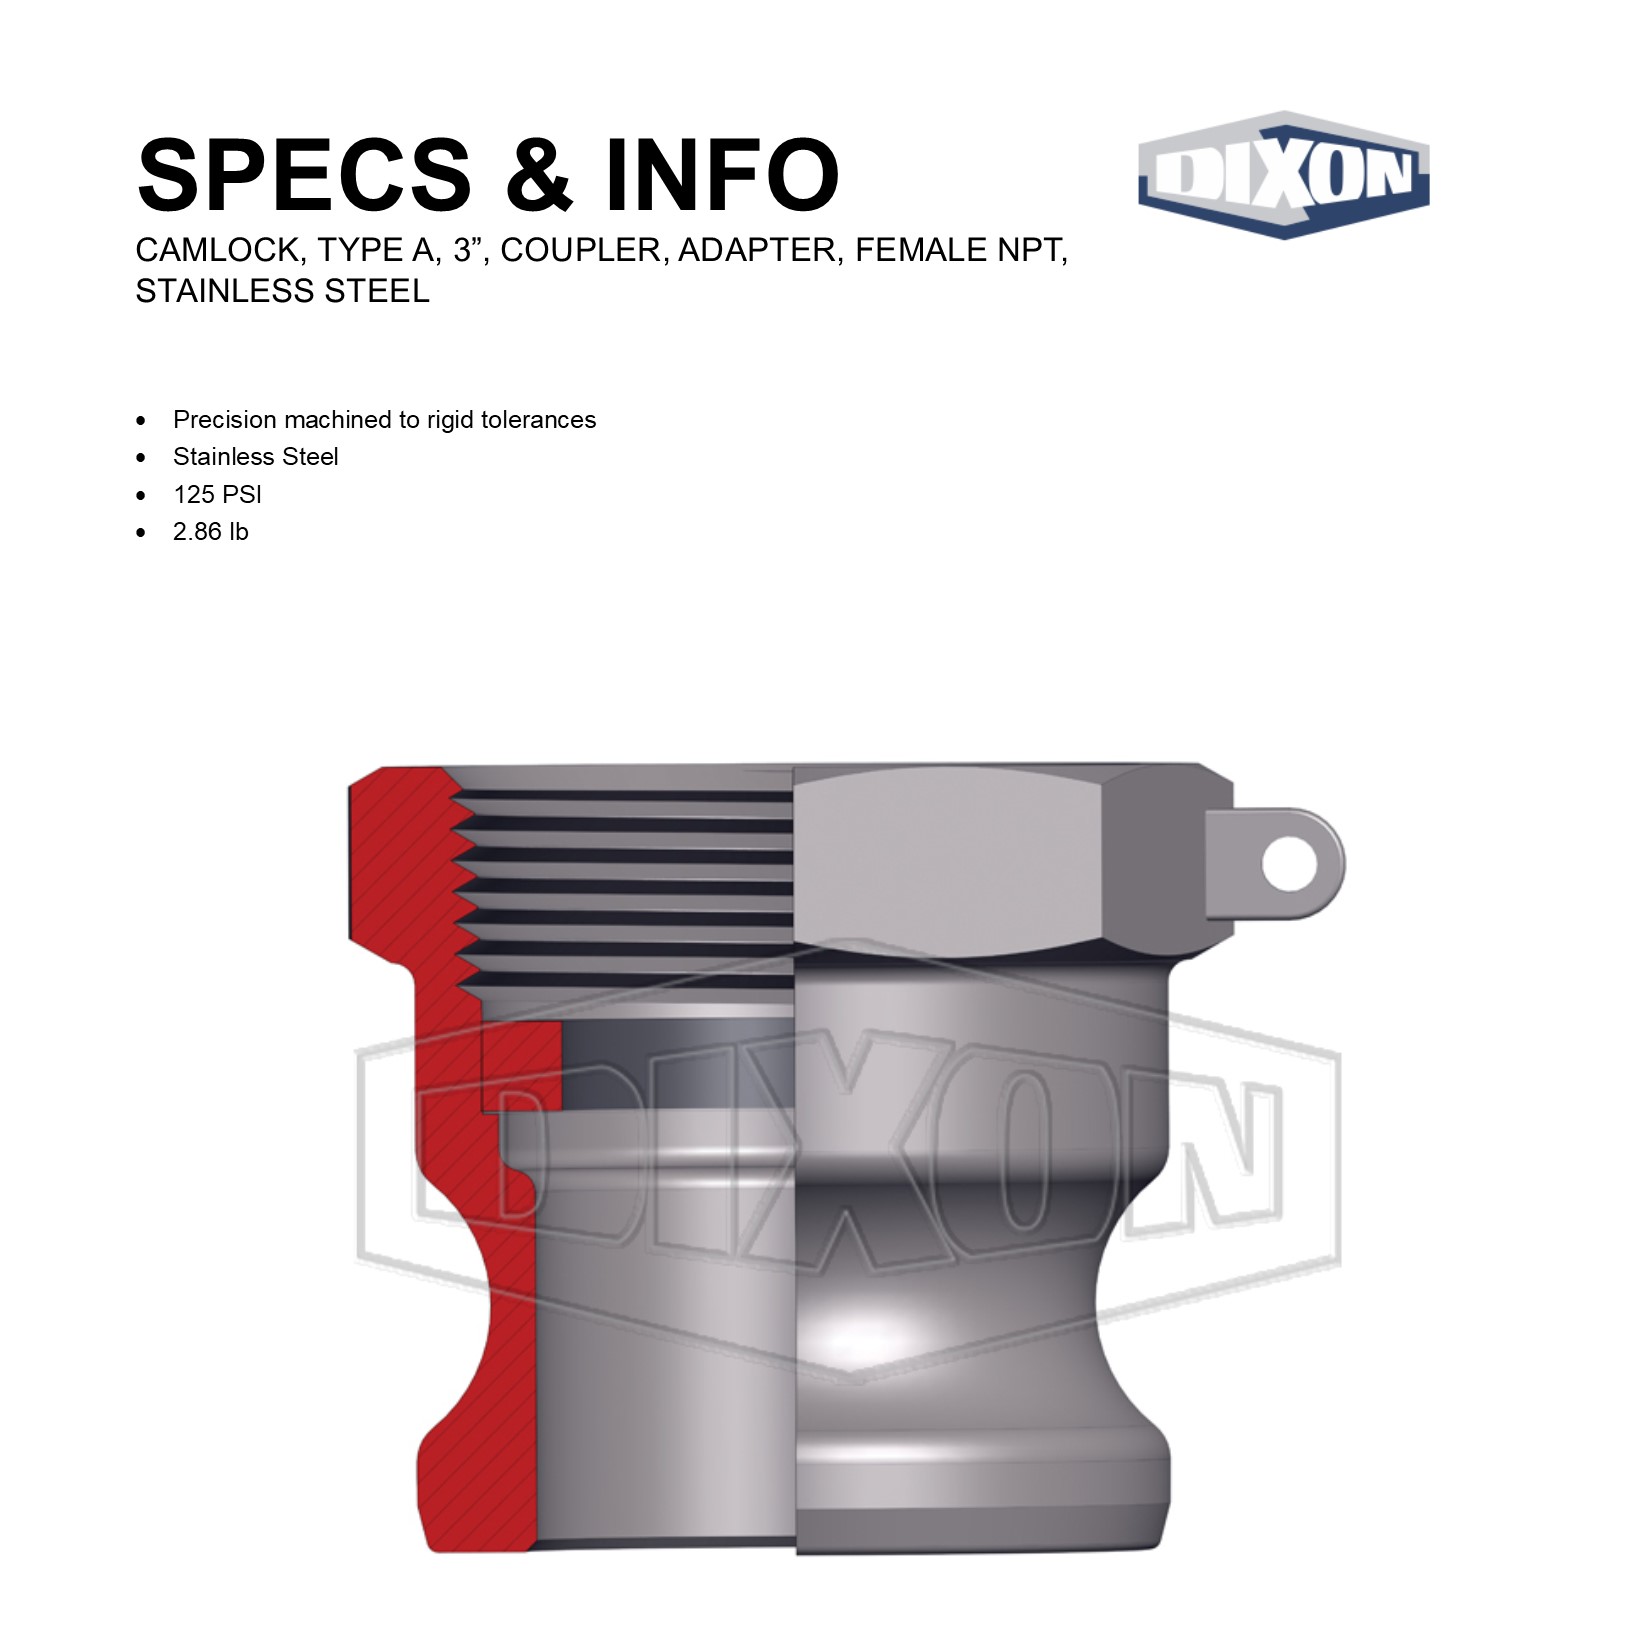 SPECS & INFO
DIXON
CAMLOCK, TYPE A, 3”, COUPLER, ADAPTER, FEMALE NPT,
STAINLESS STEEL
• Precision machined to rigid tolerances
• Stainless Steel
• 125 PSI
• 2.86 lb
DIXON